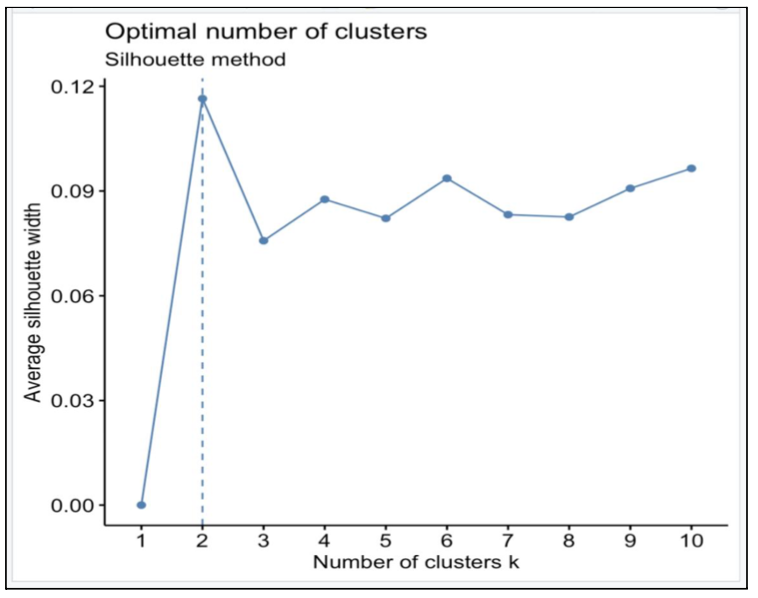 Optimal number of clusters
Silhouette method
0.12
0.09
0.06
0.03
0.00
Average silhouette width
1 2 3 4 5 6 7 8 9 10
Number of clusters k